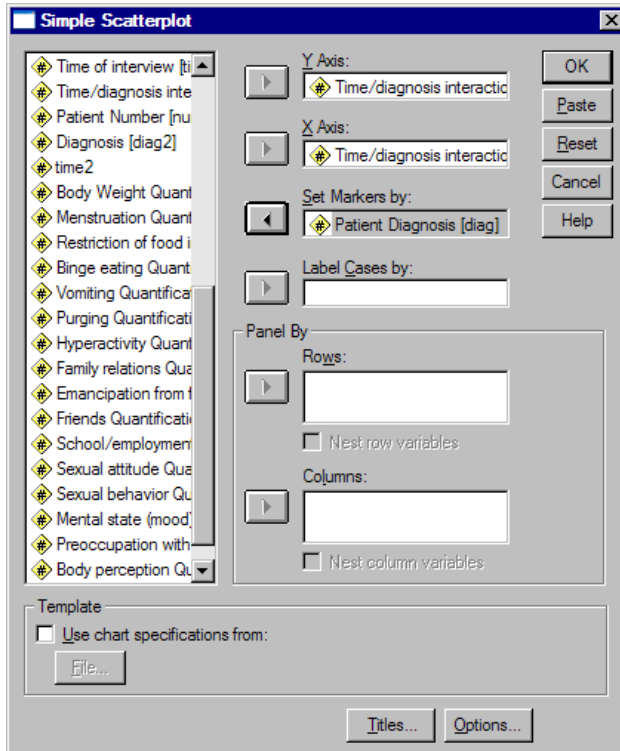 Simple Scatterplot
Time of interview [ti
Time/diagnosis inte
Patient Number [nu
Diagnosis [diag2]
time2
Body Weight Quant
Menstruation Quant
Restriction of food i
Binge eating Quanti
Vomiting Quantifica
Purging Quantificati
Hyperactivity Quant
Family relations Qua
Emancipation from f
Friends Quantificati
School/employment
Sexual attitude Qua
Sexual behavior Qu
Mental state (mood)
Preoccupation with
Body perception Qu
Y Axis:
Time/diagnosis interactio
X Axis:
Time/diagnosis interactio
Set Markers by:
Patient Diagnosis [diag]
Label Cases by:
Panel By
Rows:
Nest row variables
Columns:
Nest column variables
OK
Paste
Reset
Cancel
Help
Template
Use chart specifications from:
File...
Titles...
Options...